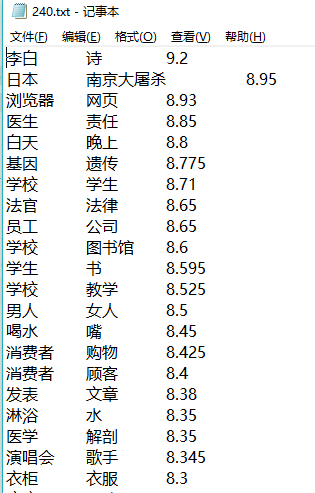 240.txt - 记事本
文件(F) 编辑(E) 格式(O) 查看(V) 帮助(H)
李白 诗 9.2
日本 南京大屠杀 8.95
浏览器 网页 8.93
医生 责任 8.85
白天 晚上 8.8
基因 遗传 8.775
学校 学生 8.71
法官 法律 8.65
员工 公司 8.65
学校 图书馆 8.6
学生 书 8.595
学校 教学 8.525
男人 女人 8.5
喝水 嘴 8.45
消费者 购物 8.425
消费者 顾客 8.4
发表 文章 8.38
淋浴 水 8.35
医学 解剖 8.35
演唱会 歌手 8.345
衣柜 衣服 8.3